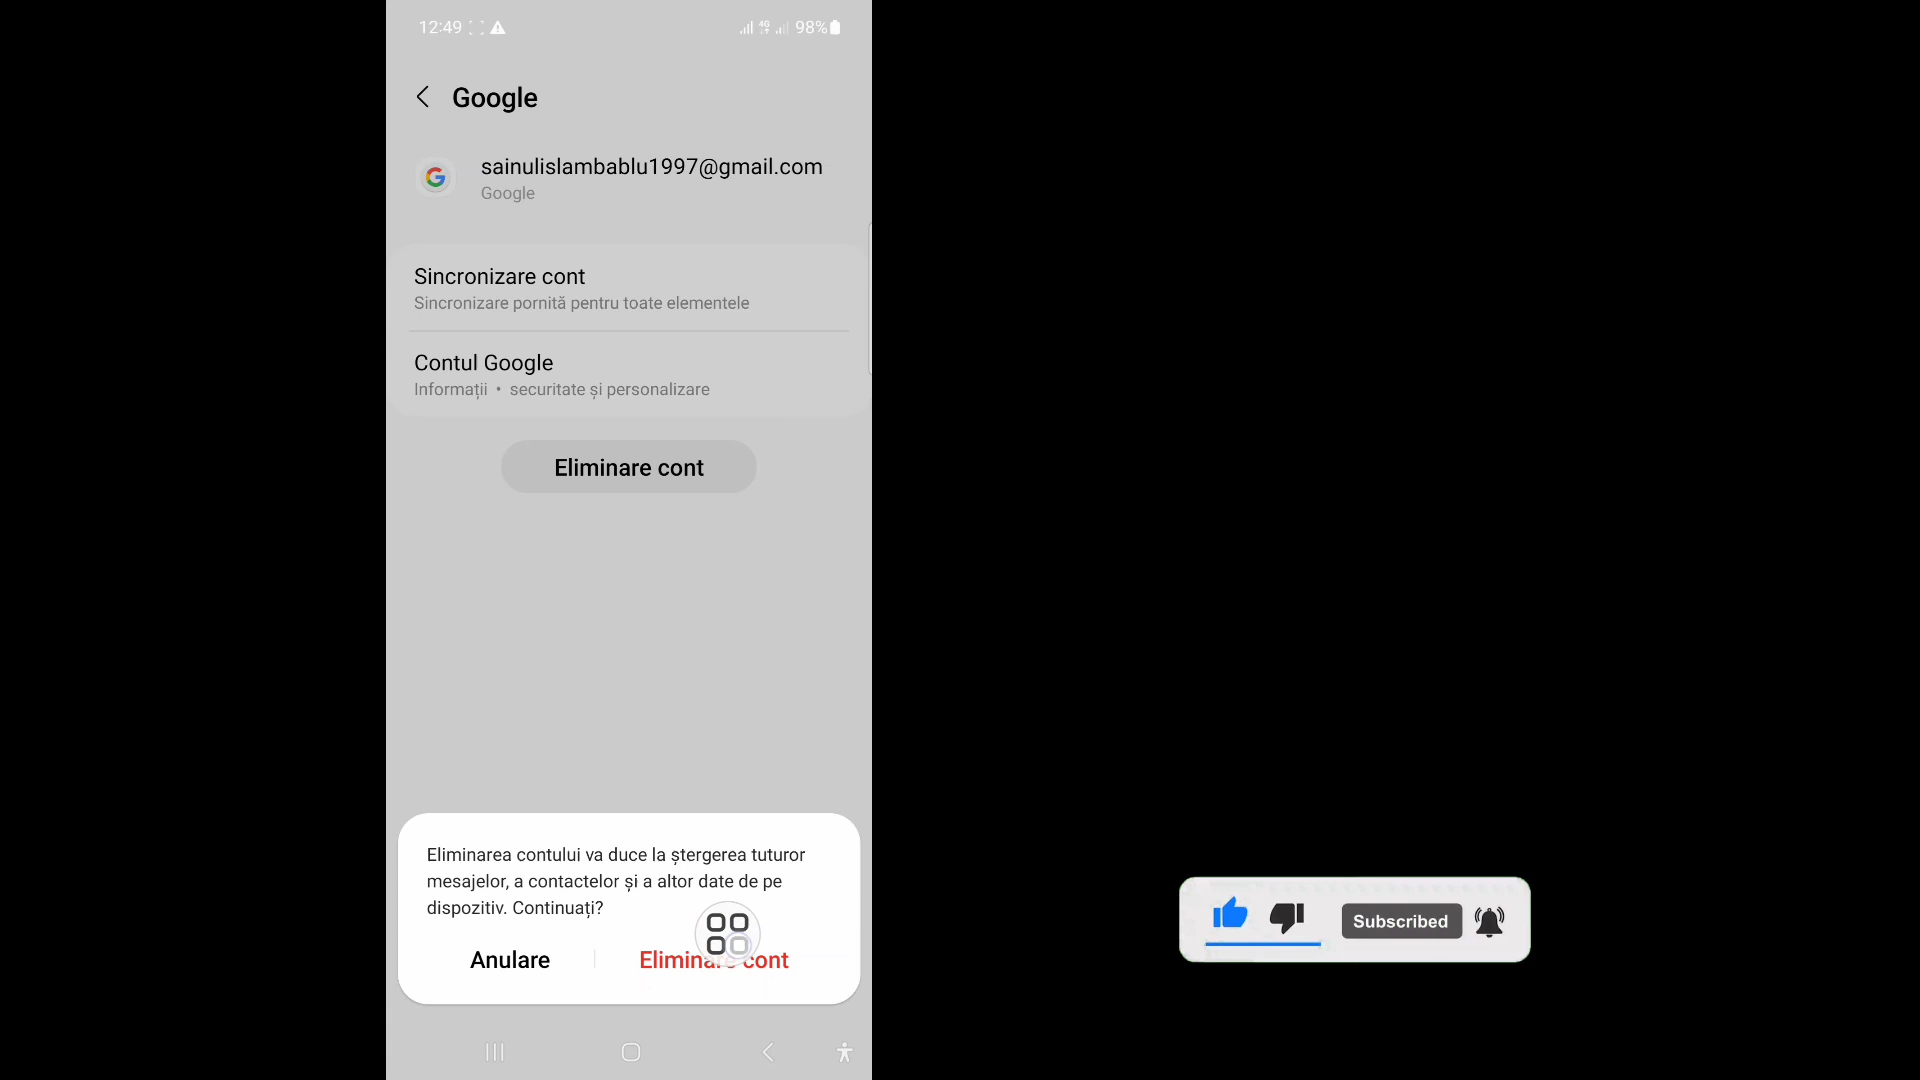 12:49
4G 98%
Google
sainulislambablu1997@gmail.com
Google
Sincronizare cont
Sincronizare pornită pentru toate elementele
Contul Google
Informații • securitate și personalizare
Eliminare cont
Eliminarea contului va duce la ștergerea tuturor
mesajelor, a contactelor și a altor date de pe
dispozitiv. Continuați?
Anulare
Eliminare cont
Subscribed